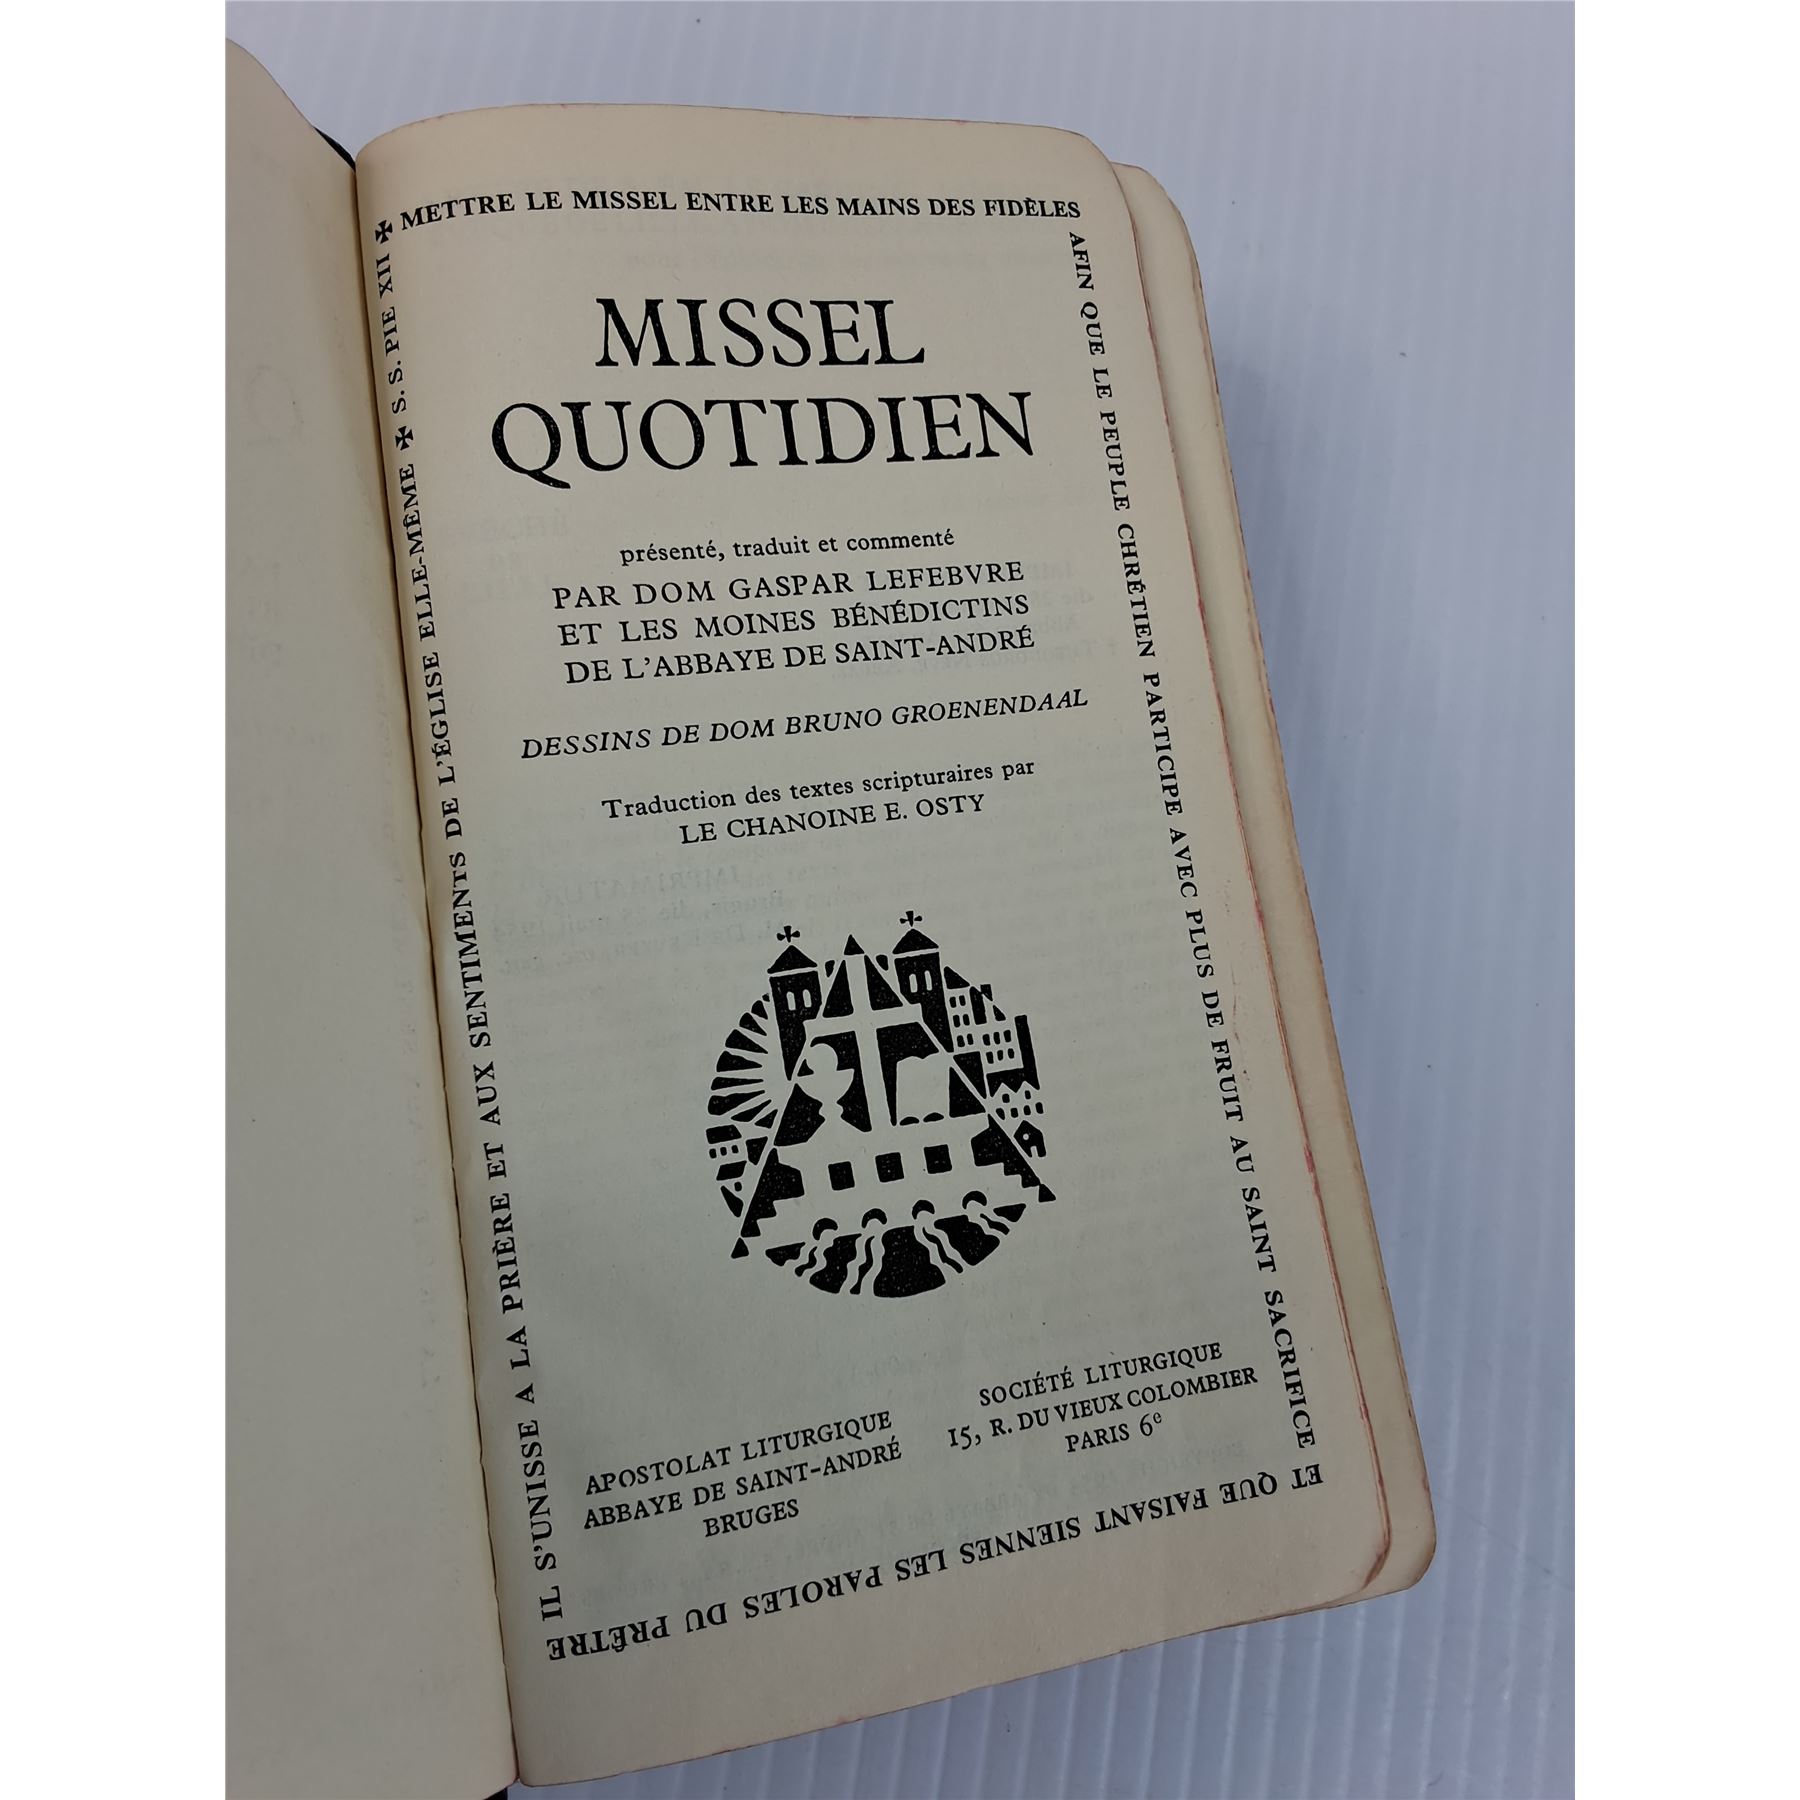 METTRE LE MISSEL ENTRE LES MAINS DES FIDÈLES
AFIN QUE LE PEUPLE CHRÉTIEN PARTICIPE AVEC PLUS DE FRUIT AU SAINT SACRIFICE
ET QUE FAISANT SIENNES LES PAROLES DU PRÊTRE
IL S'UNISSE A LA PRIÈRE ET AUX SENTIMENTS DE L'ÉGLISE ELLE-MÊME ✠ S. S. PIE XII ✠
MISSEL
QUOTIDIEN
présenté, traduit et commenté
PAR DOM GASPAR LEFEBVRE
ET LES MOINES BÉNÉDICTINS
DE L'ABBAYE DE SAINT-ANDRÉ
DESSINS DE DOM BRUNO GROENENDAAL
Traduction des textes scripturaires par
LE CHANOINE E. OSTY
APOSTOLAT LITURGIQUE
ABBAYE DE SAINT-ANDRÉ
BRUGES
SOCIÉTÉ LITURGIQUE
15, R. DU VIEUX COLOMBIER
PARIS 6e